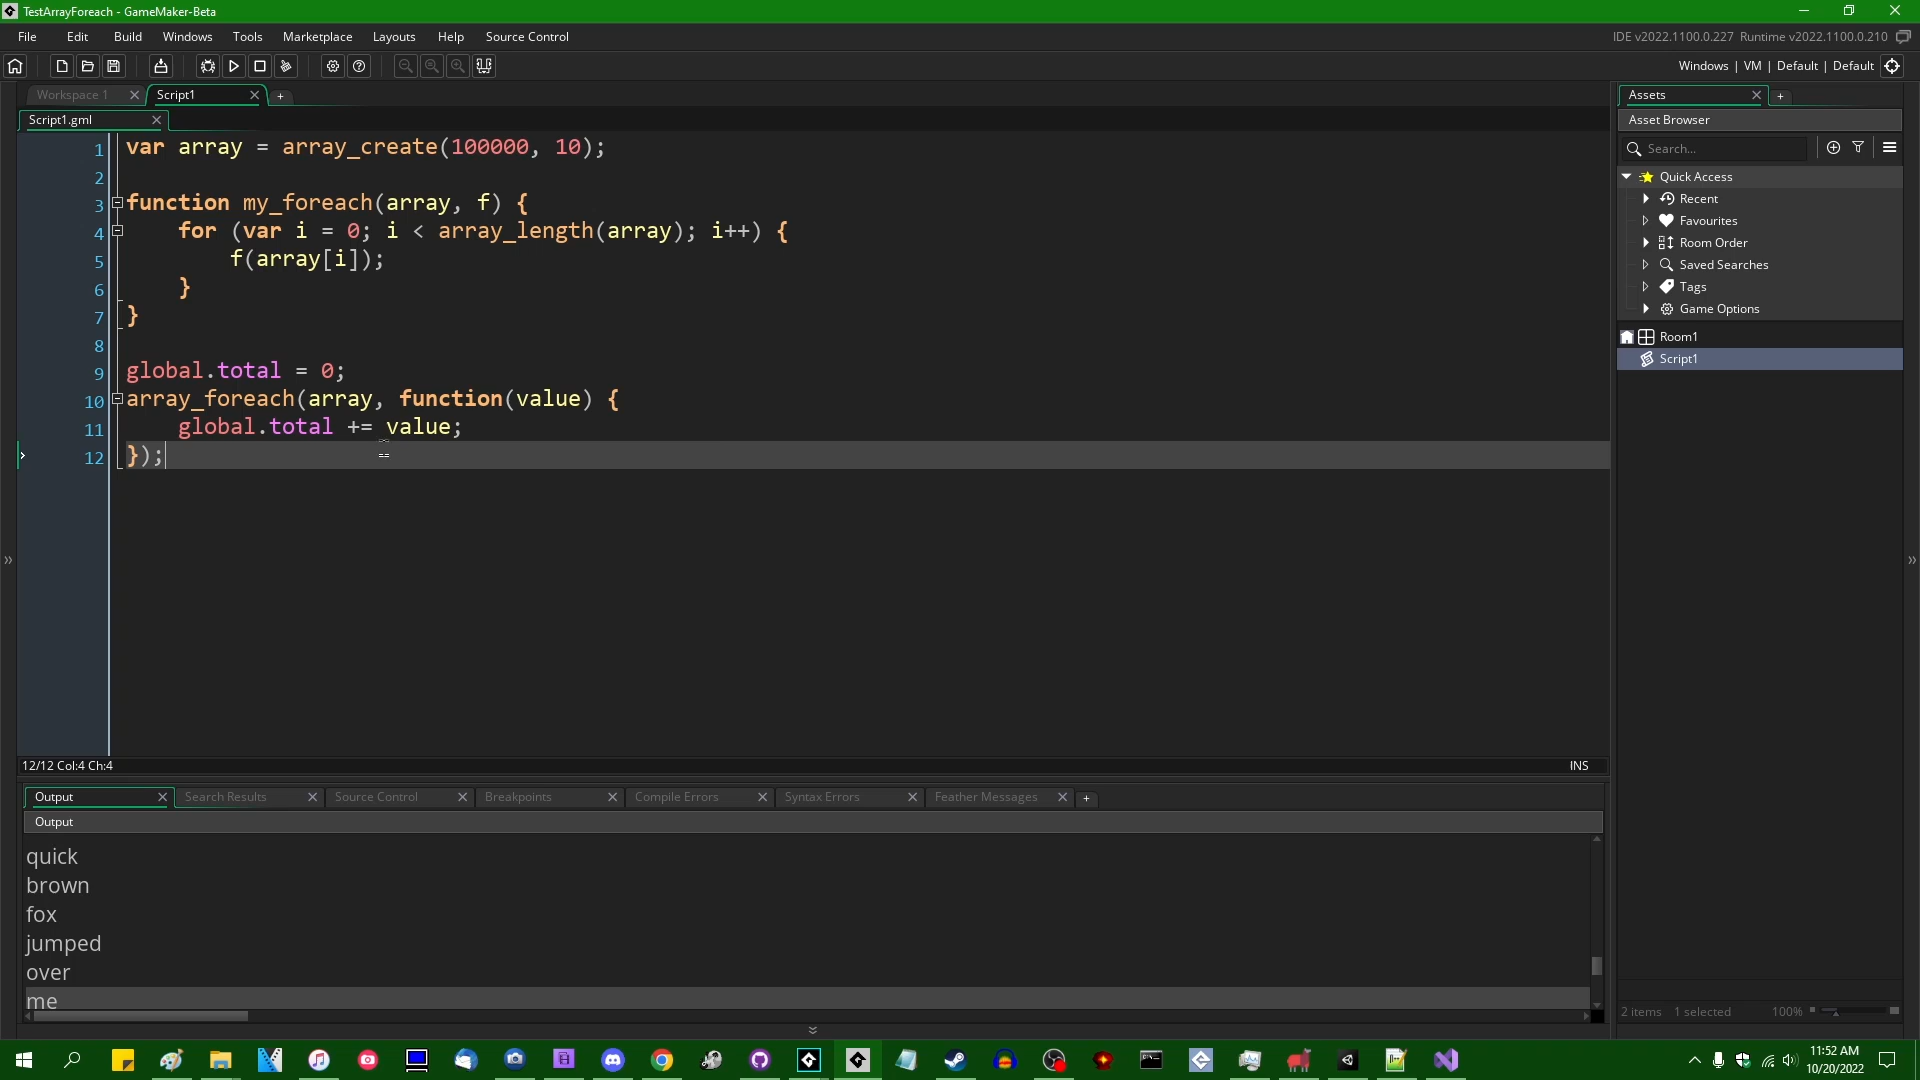 TestArrayForeach - GameMaker-Beta
File Edit Build Windows Tools Marketplace Layouts Help Source Control
IDE v2022.1100.0.227 Runtime v2022.1100.0.210
Windows | VM | Default | Default
Workspace 1
Script1
Script1.gml
1 var array = array_create(100000, 10);
2
3 function my_foreach(array, f) {
4 for (var i = 0; i < array_length(array); i++) {
5 f(array[i]);
6 }
7 }
8
9 global.total = 0;
10 array_foreach(array, function(value) {
11 global.total += value;
12 });
12/12 Col:4 Ch:4
INS
Output
Search Results
Source Control
Breakpoints
Compile Errors
Syntax Errors
Feather Messages
Output
quick
brown
fox
jumped
over
me
Assets
Asset Browser
Search...
Quick Access
Recent
Favourites
Room Order
Saved Searches
Tags
Game Options
Room1
Script1
2 items 1 selected 100%
11:52 AM
10/20/2022